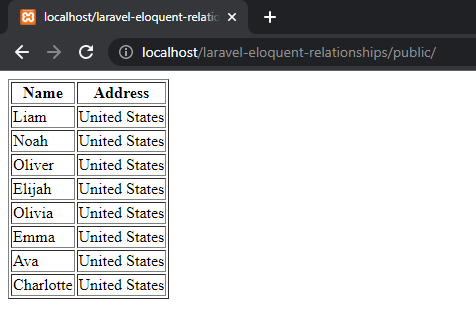 localhost/laravel-eloquent-relatio
localhost/laravel-eloquent-relationships/public/
Name Address
Liam United States
Noah United States
Oliver United States
Elijah United States
Olivia United States
Emma United States
Ava United States
Charlotte United States